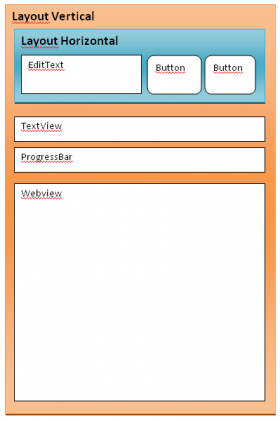 Layout Vertical
Layout Horizontal
EditText
Button
Button
TextView
ProgressBar
Webview